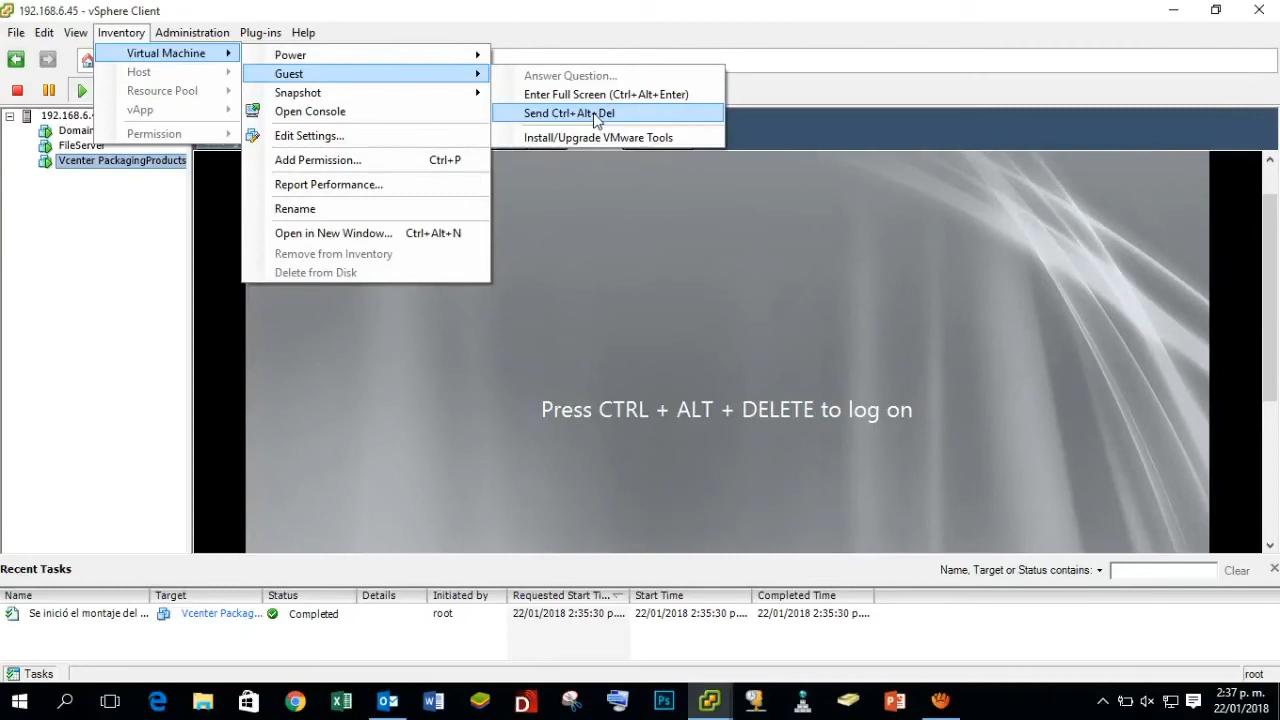 192.168.6.45 - vSphere Client
File Edit View Inventory Administration Plug-ins Help
Virtual Machine
Host
Resource Pool
vApp
Permission
Power
Guest
Snapshot
Open Console
Edit Settings...
Add Permission... Ctrl+P
Report Performance...
Rename
Open in New Window... Ctrl+Alt+N
Remove from Inventory
Delete from Disk
Answer Question...
Enter Full Screen (Ctrl+Alt+Enter)
Send Ctrl+Alt+Del
Install/Upgrade VMware Tools
192.168.6.4
Domain
FileServer
Vcenter PackagingProducts
Press CTRL + ALT + DELETE to log on
Recent Tasks
Name, Target or Status contains: Clear
Name Target Status Details Initiated by Requested Start Ti... Start Time Completed Time
Se inició el montaje del ... Vcenter Packag... Completed root 22/01/2018 2:35:30 p.... 22/01/2018 2:35:30 p.... 22/01/2018 2:35:30 p....
Tasks
root
2:37 p. m.
22/01/2018